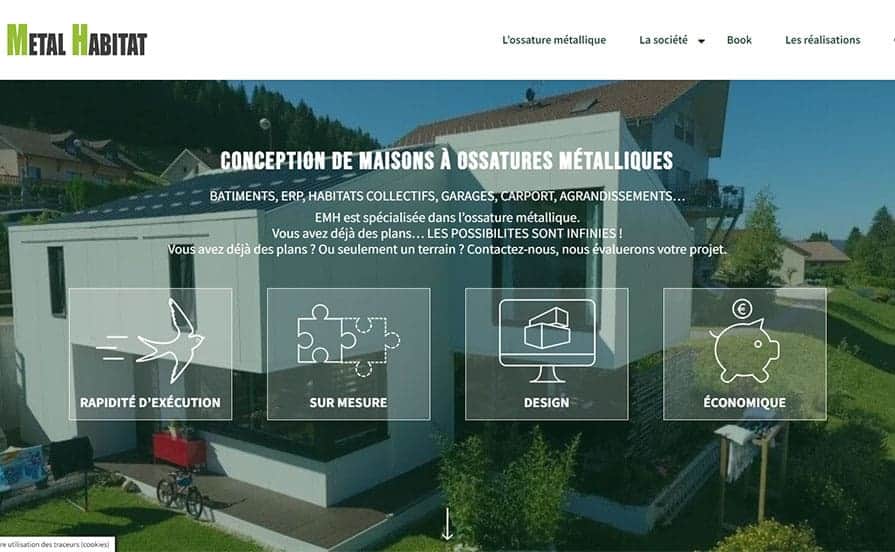 METAL HABITAT
L'ossature métallique La société Book Les réalisations
CONCEPTION DE MAISONS À OSSATURES MÉTALLIQUES
BATIMENTS, ERP, HABITATS COLLECTIFS, GARAGES, CARPORT, AGRANDISSEMENTS...
EMH est spécialisée dans l'ossature métallique.
Vous avez déjà des plans... LES POSSIBILITES SONT INFINIES !
Vous avez déjà des plans ? Ou seulement un terrain ? Contactez-nous, nous évaluerons votre projet.
€
RAPIDITÉ D'EXÉCUTION SUR MESURE DESIGN ÉCONOMIQUE
re utilisation des traceurs (cookies)